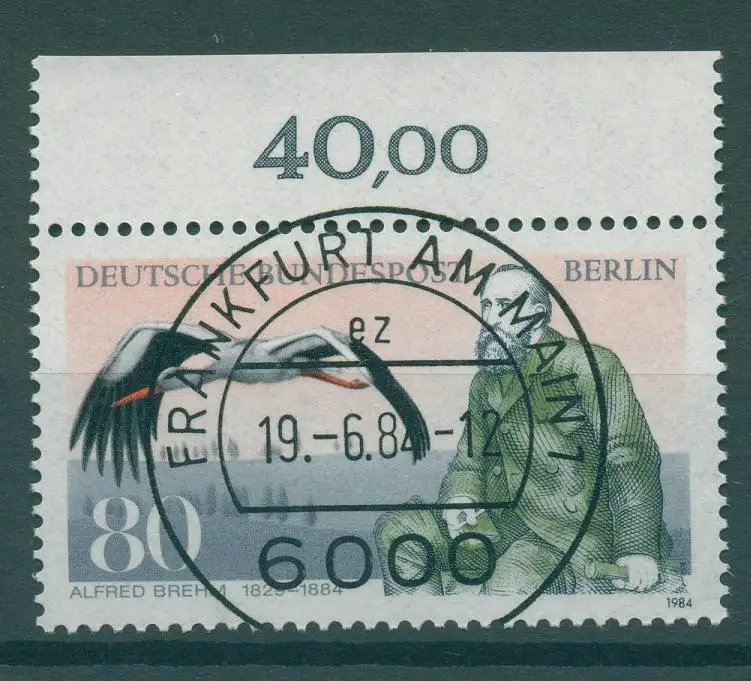 40,00
DEUTSCHE BUNDESPOST BERLIN
FRANKFURT AM MAIN 1
ez
19.-6.84-12
6000
80
ALFRED BREHM 1829-1884
1984